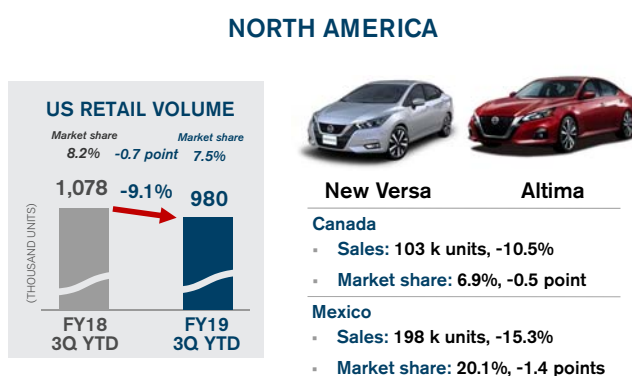 NORTH AMERICA
US RETAIL VOLUME
Market share
8.2%
-0.7 point
Market share
7.5%
1,078
-9.1%
980
(THOUSAND UNITS)
FY18
3Q YTD
FY19
3Q YTD
New Versa
Altima
Canada
▪ Sales: 103 k units, -10.5%
▪ Market share: 6.9%, -0.5 point
Mexico
▪ Sales: 198 k units, -15.3%
▪ Market share: 20.1%, -1.4 points